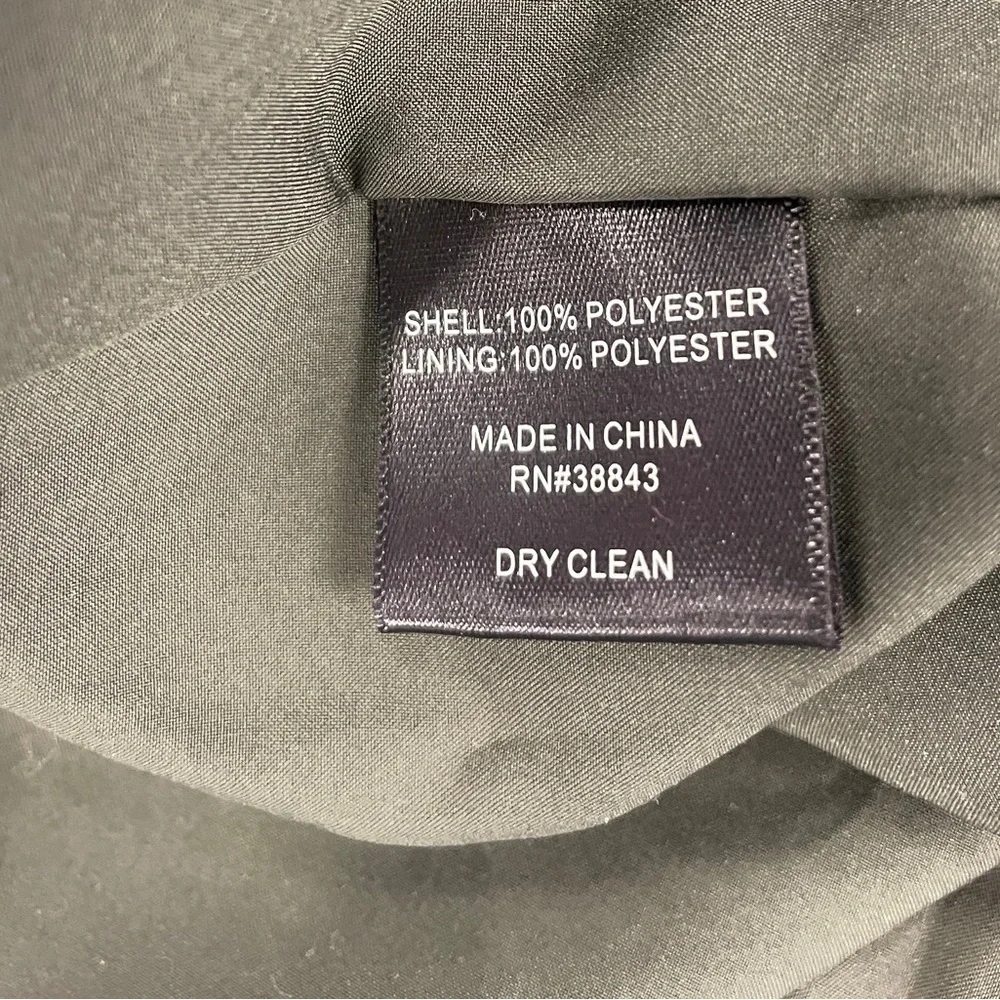 SHELL:100% POLYESTER
LINING:100% POLYESTER
MADE IN CHINA
RN#38843
DRY CLEAN